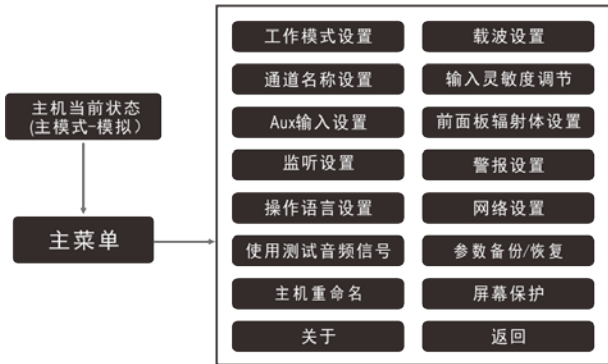 主机当前状态
(主模式-模拟）
主菜单
工作模式设置
载波设置
通道名称设置
输入灵敏度调节
Aux输入设置
前面板辐射体设置
监听设置
警报设置
操作语言设置
网络设置
使用测试音频信号
参数备份/恢复
主机重命名
屏幕保护
关于
返回